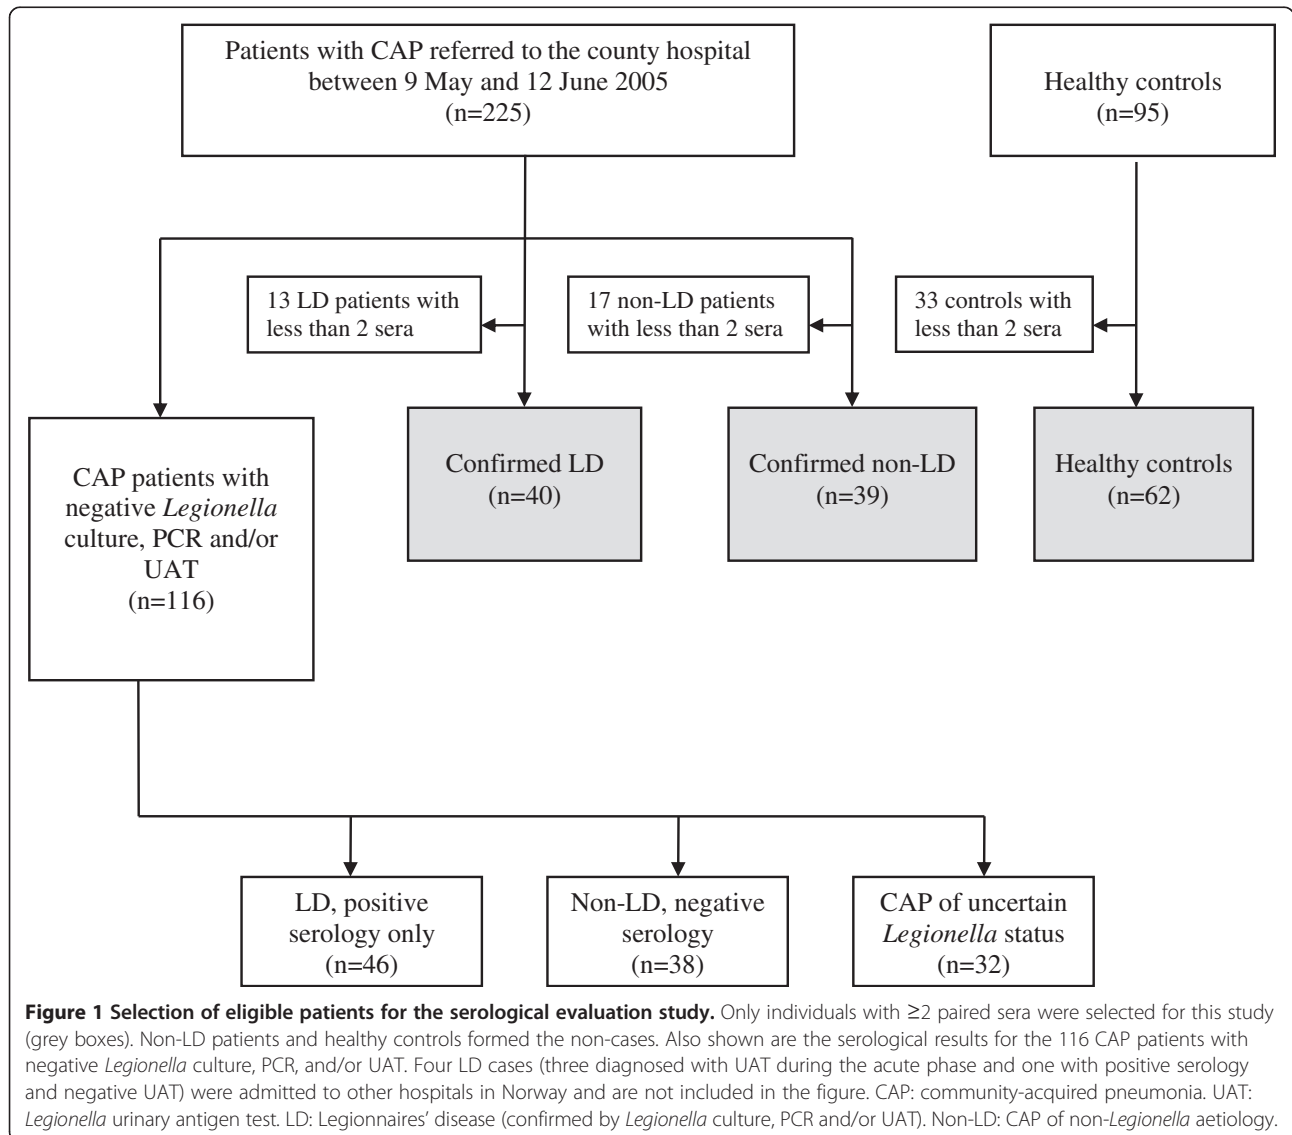 Patients with CAP referred to the county hospital
between 9 May and 12 June 2005
(n=225)
Healthy controls
(n=95)
13 LD patients with
less than 2 sera
17 non-LD patients
with less than 2 sera
33 controls with
less than 2 sera
CAP patients with
negative Legionella
culture, PCR and/or
UAT
(n=116)
Confirmed LD
(n=40)
Confirmed non-LD
(n=39)
Healthy controls
(n=62)
LD, positive
serology only
(n=46)
Non-LD, negative
serology
(n=38)
CAP of uncertain
Legionella status
(n=32)
Figure 1 Selection of eligible patients for the serological evaluation study. Only individuals with ≥2 paired sera were selected for this study
(grey boxes). Non-LD patients and healthy controls formed the non-cases. Also shown are the serological results for the 116 CAP patients with
negative Legionella culture, PCR, and/or UAT. Four LD cases (three diagnosed with UAT during the acute phase and one with positive serology
and negative UAT) were admitted to other hospitals in Norway and are not included in the figure. CAP: community-acquired pneumonia. UAT:
Legionella urinary antigen test. LD: Legionnaires’ disease (confirmed by Legionella culture, PCR and/or UAT). Non-LD: CAP of non-Legionella aetiology.